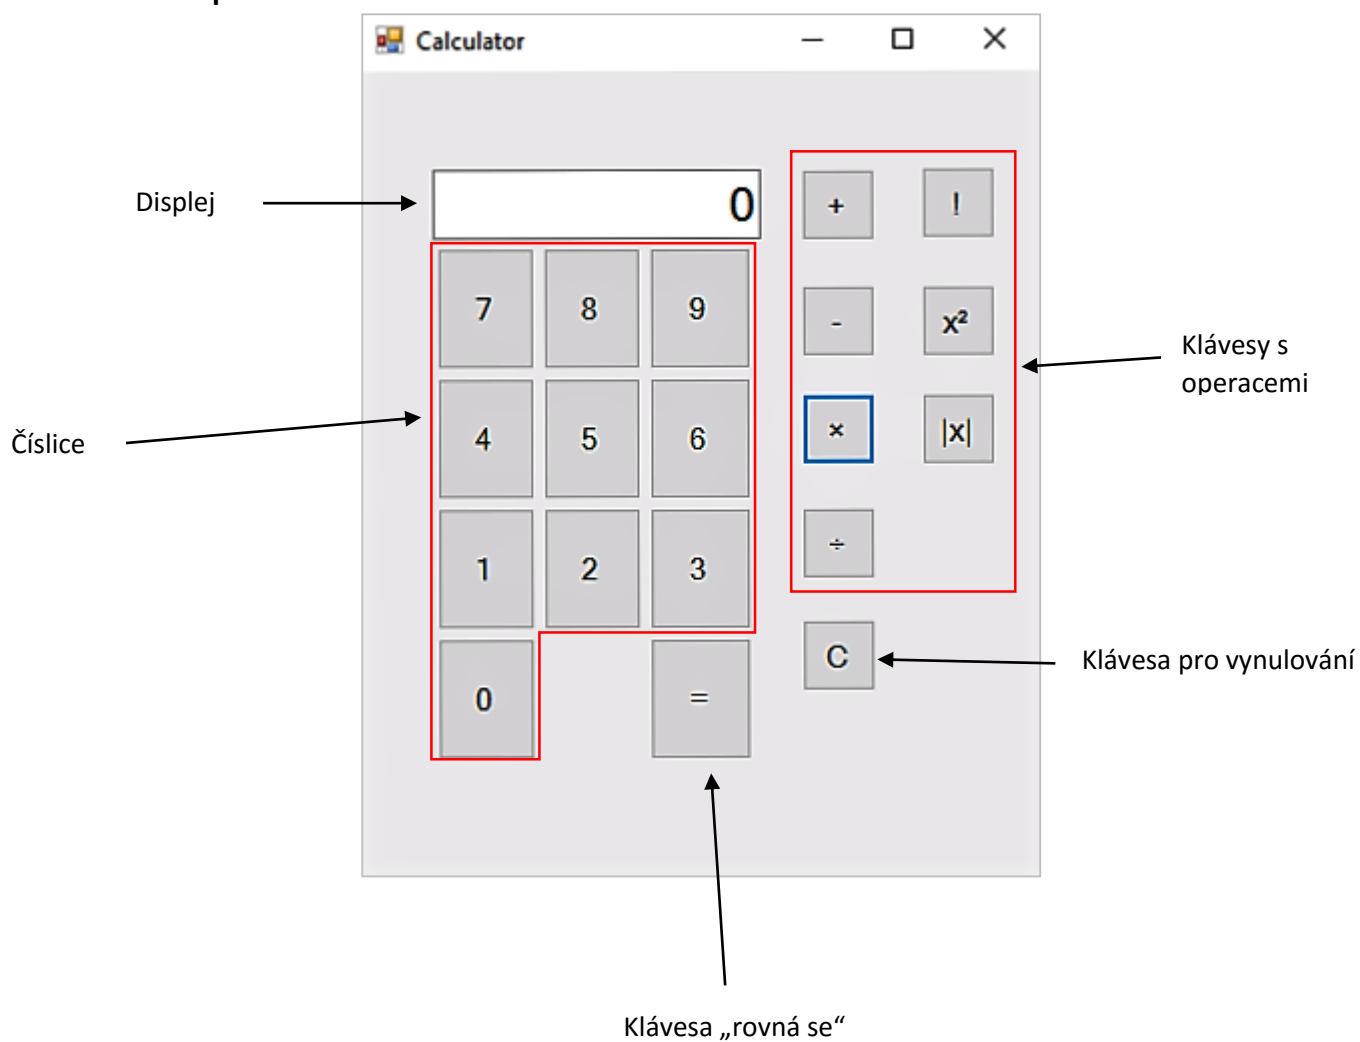 Calculator
Displej
0
+
!
7
8
9
-
x²
Klávesy s
operacemi
Číslice
4
5
6
×
|x|
1
2
3
÷
C
Klávesa pro vynulování
0
=
Klávesa „rovná se“